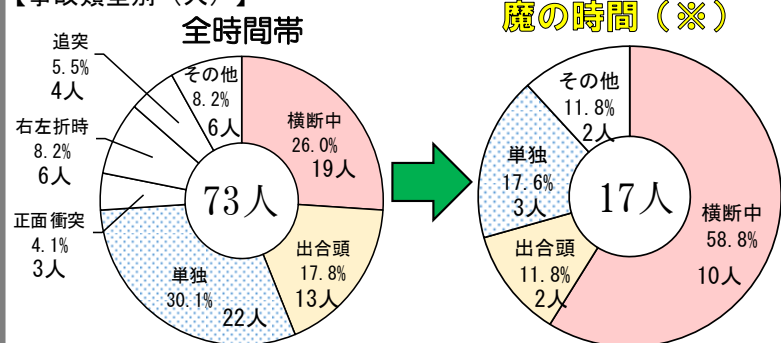 【事故類型別（人）】
全時間帯
魔の時間（※）
追突
5.5%
4人
その他
8.2%
6人
横断中
26.0%
19人
右左折時
8.2%
6人
73人
正面衝突
4.1%
3人
出合頭
17.8%
13人
単独
30.1%
22人
その他
11.8%
2人
単独
17.6%
3人
17人
横断中
58.8%
10人
出合頭
11.8%
2人